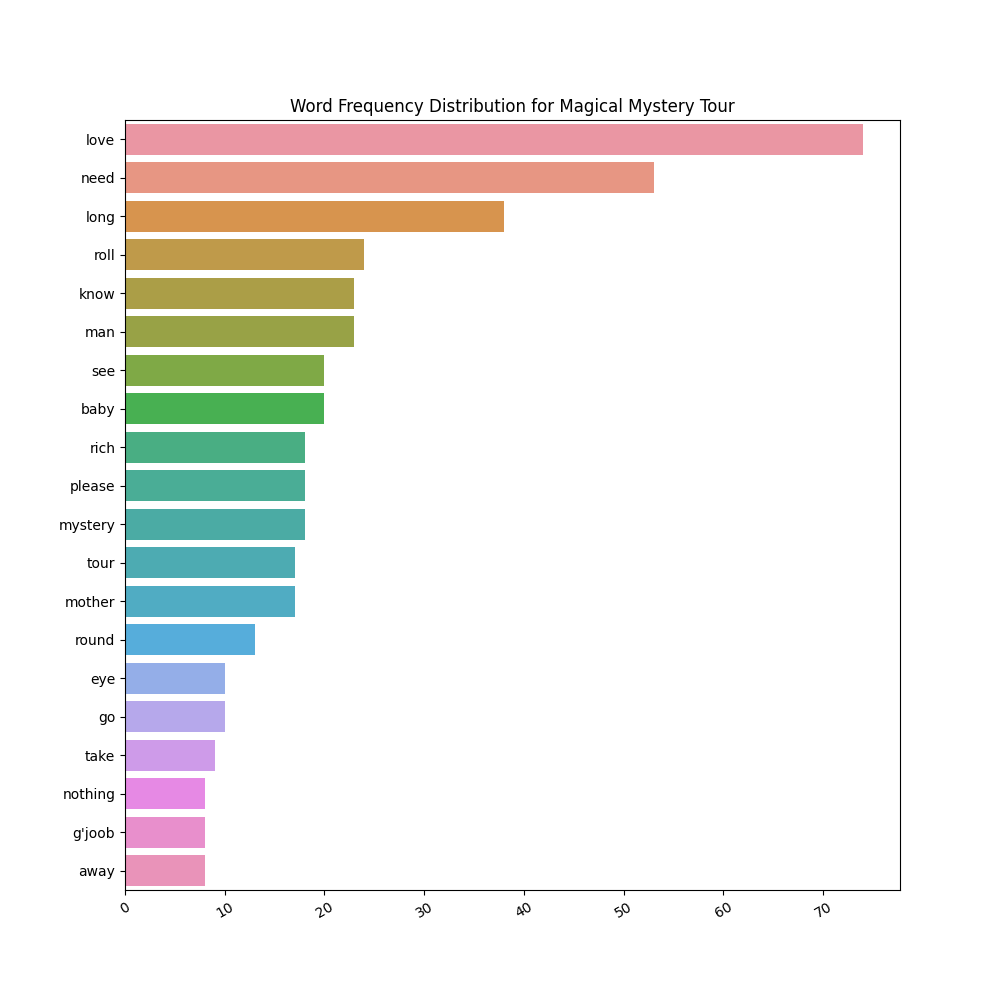 Word Frequency Distribution for Magical Mystery Tour
love
need
long
roll
know
man
see
baby
rich
please
mystery
tour
mother
round
eye
go
take
nothing
g'joob
away
0 10 20 30 40 50 60 70